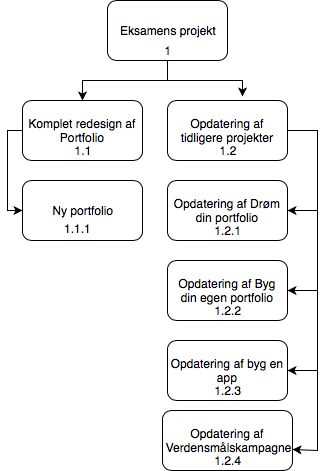 Eksamens projekt
1
Komplet redesign af
Portfolio
1.1
Opdatering af
tidligere projekter
1.2
Ny portfolio
1.1.1
Opdatering af Drøm
din portfolio
1.2.1
Opdatering af Byg
din egen portfolio
1.2.2
Opdatering af byg en
app
1.2.3
Opdatering af
Verdensmålskampagne
1.2.4